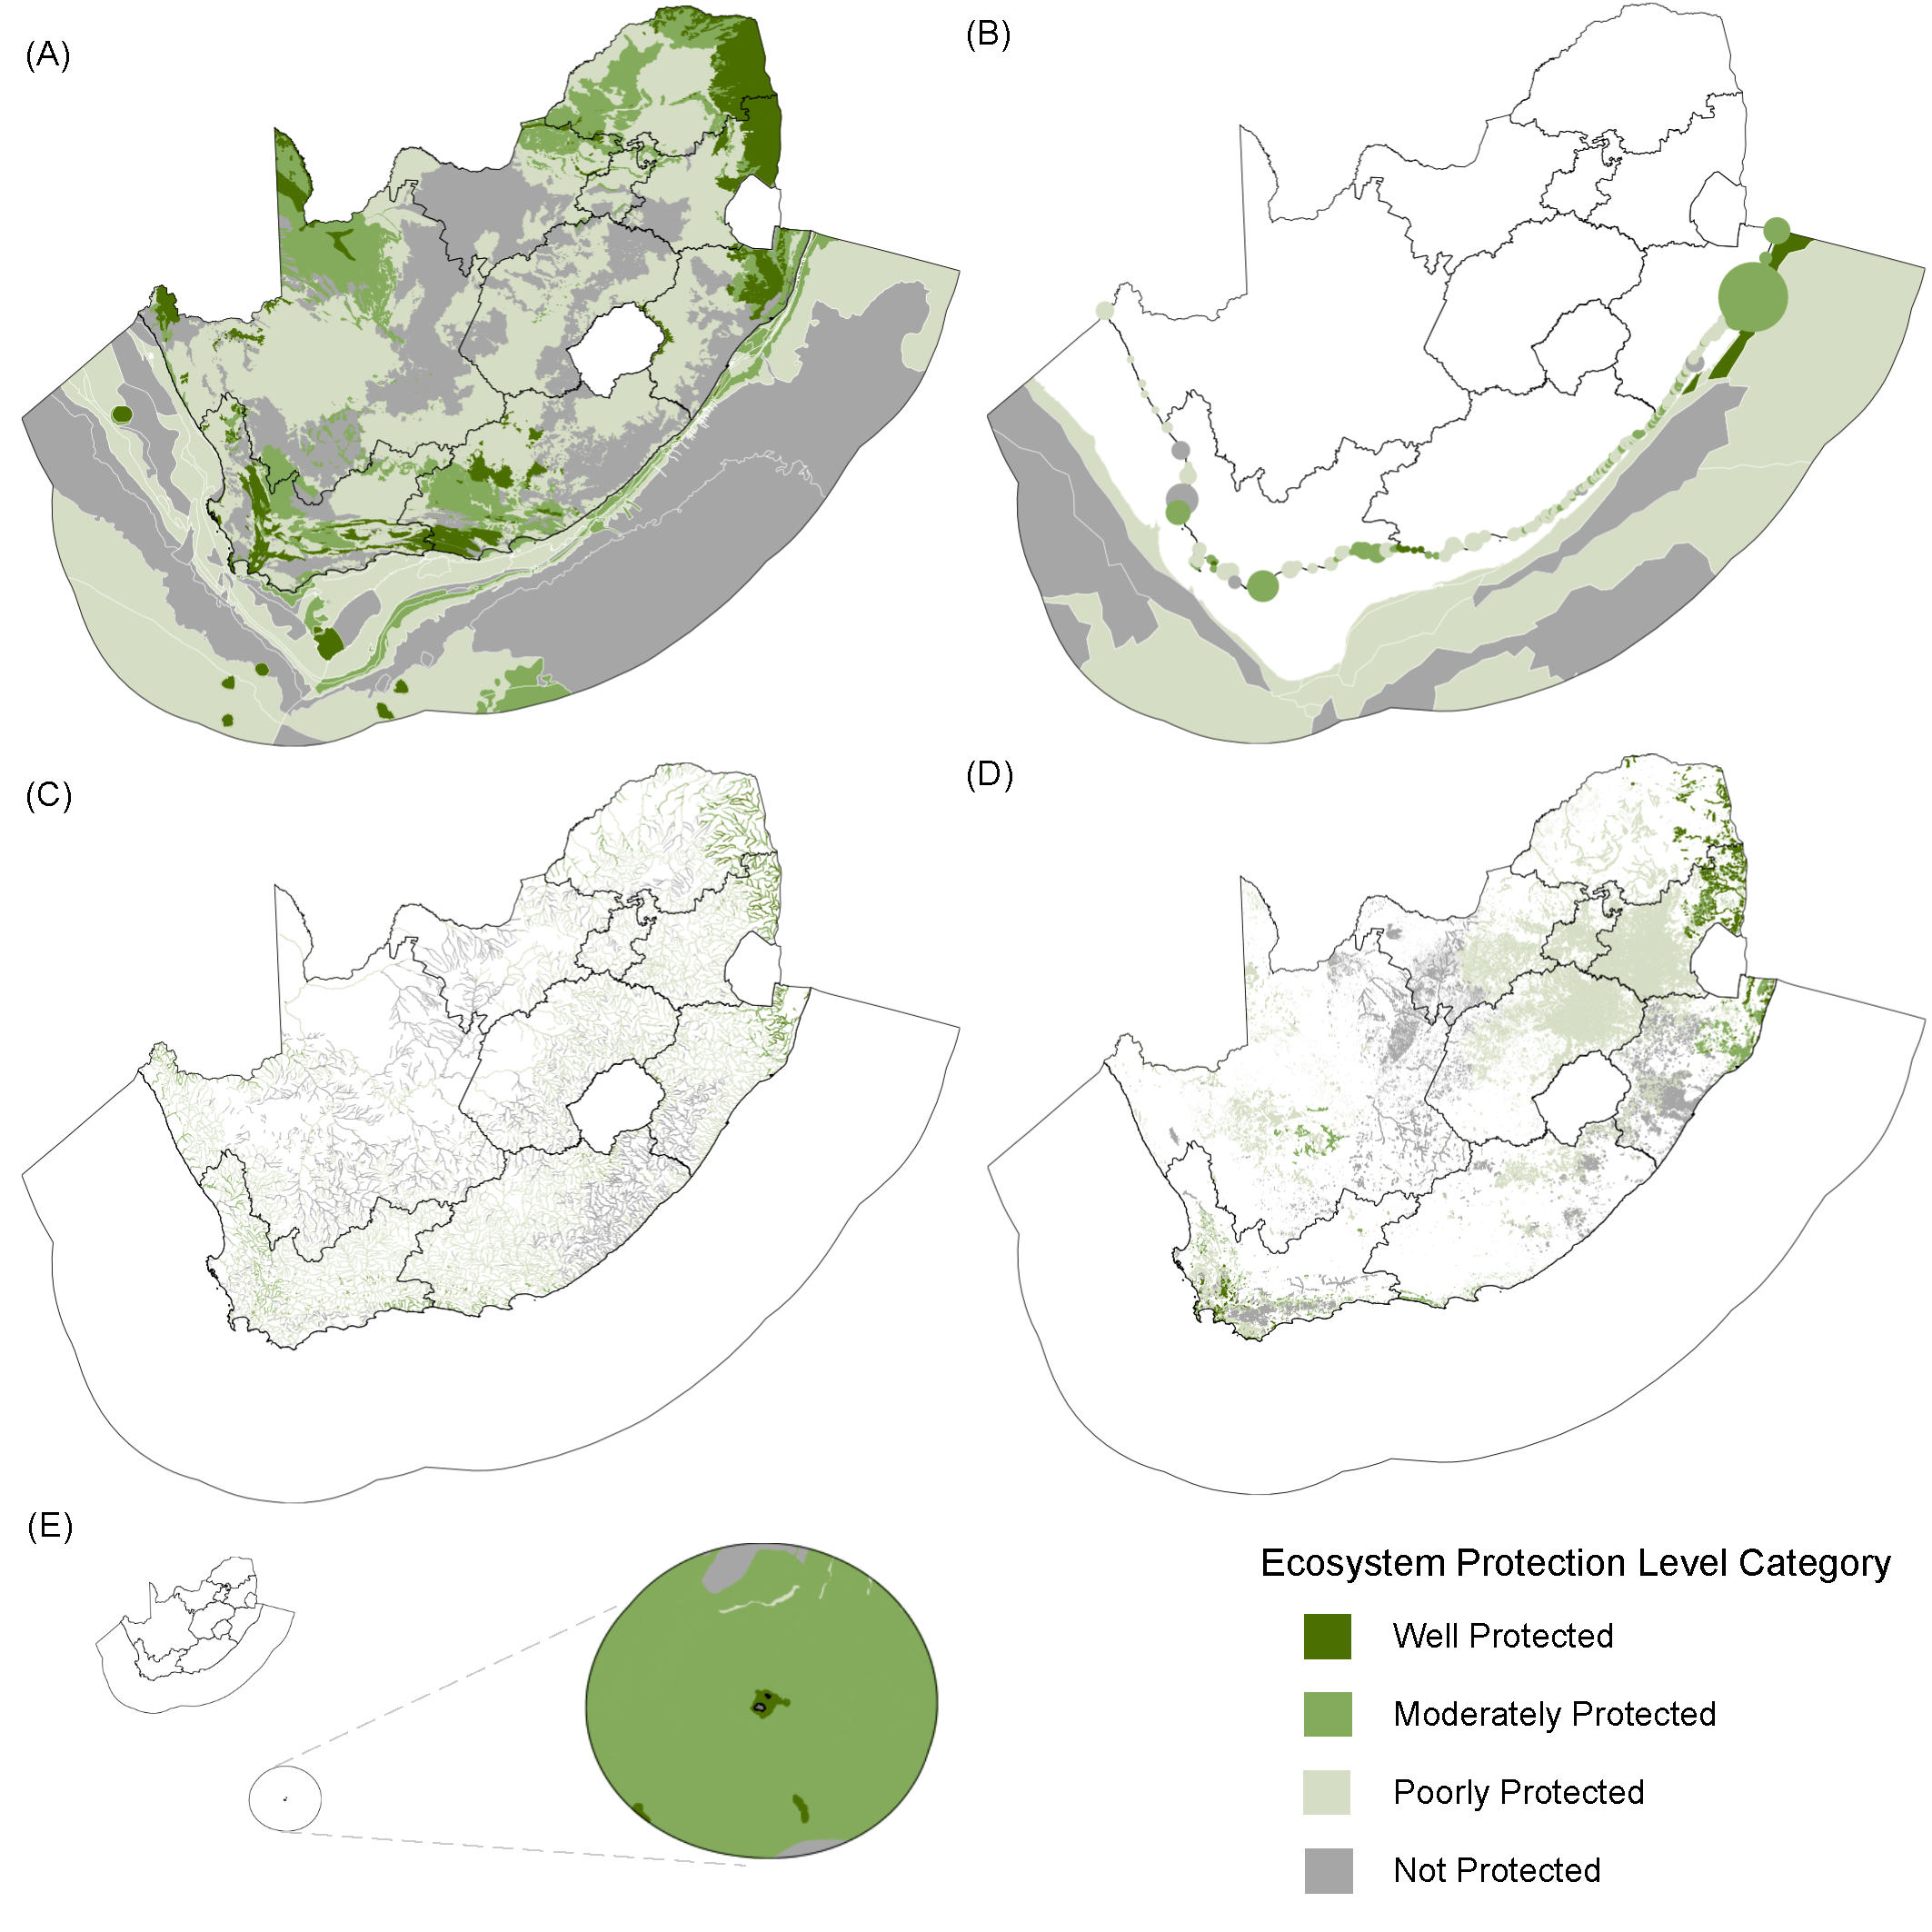 (A)
(B)
(C)
(D)
(E)
Ecosystem Protection Level Category
Well Protected
Moderately Protected
Poorly Protected
Not Protected